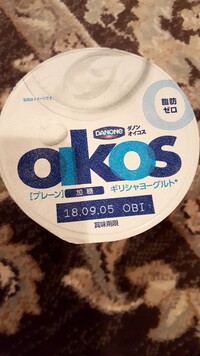 脂肪
ゼロ
DANONE ダノン
オイコス
oikos
[プレーン] 加糖 ギリシャヨーグルト*
18.09.05 OBI
賞味期限